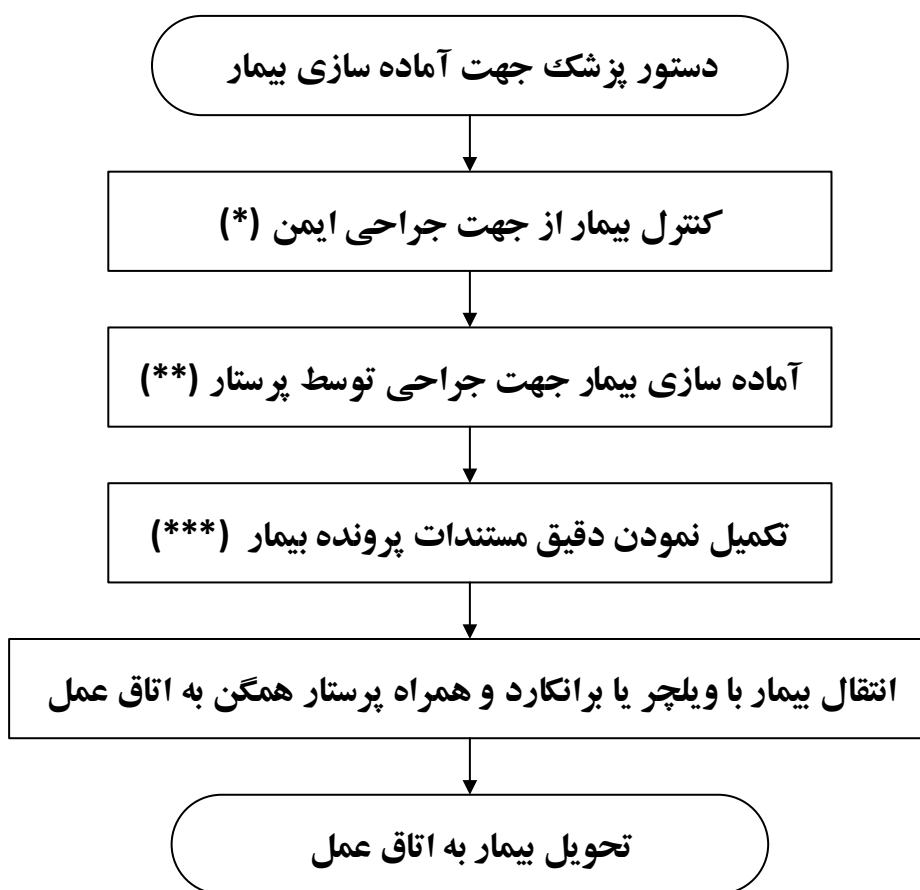 دستور پزشک جهت آماده سازی بیمار
کنترل بیمار از جهت جراحی ایمن (*)
آماده سازی بیمار جهت جراحی توسط پرستار (**)
تکمیل نمودن دقیق مستندات پرونده بیمار (***)
انتقال بیمار با ویلچر یا برانکارد و همراه پرستار همگن به اتاق عمل
تحویل بیمار به اتاق عمل